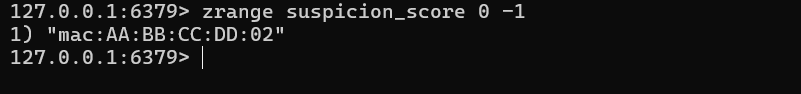 127.0.0.1:6379> zrange suspicion_score 0 -1
1) "mac:AA:BB:CC:DD:02"
127.0.0.1:6379>